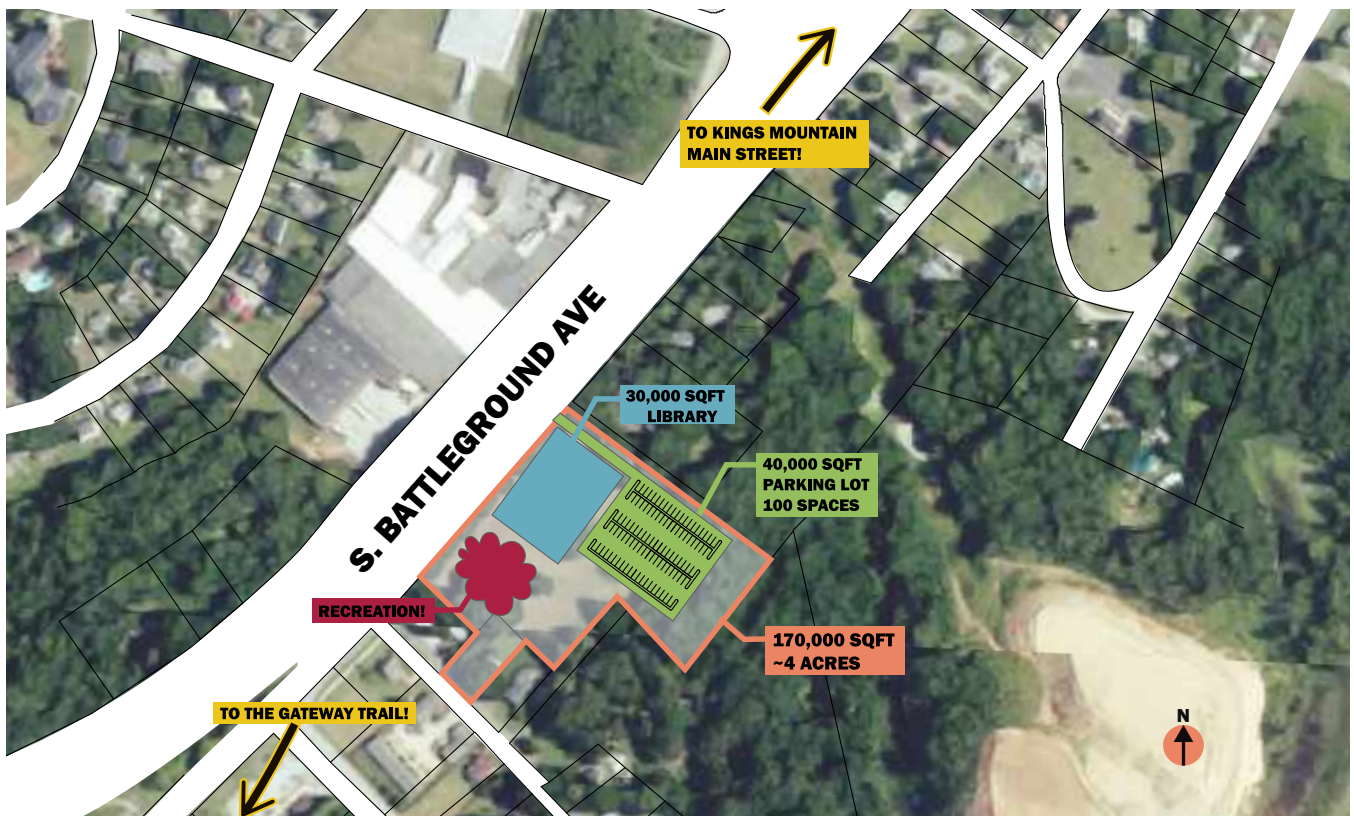 TO KINGS MOUNTAIN
MAIN STREET!
S. BATTLEGROUND AVE
30,000 SQFT
LIBRARY
40,000 SQFT
PARKING LOT
100 SPACES
RECREATION!
170,000 SQFT
~4 ACRES
TO THE GATEWAY TRAIL!
N